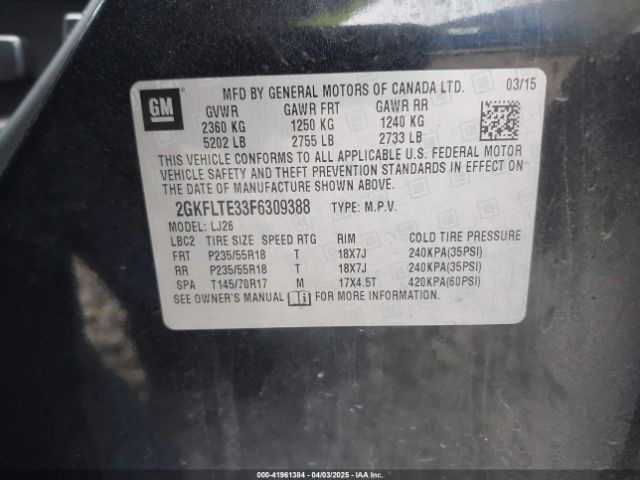 GM
MFD BY GENERAL MOTORS OF CANADA LTD. 03/15
GVWR GAWR FRT GAWR RR
2360 KG 1250 KG 1240 KG
5202 LB 2755 LB 2733 LB
THIS VEHICLE CONFORMS TO ALL APPLICABLE U.S. FEDERAL MOTOR
VEHICLE SAFETY AND THEFT PREVENTION STANDARDS IN EFFECT ON
THE DATE OF MANUFACTURE SHOWN ABOVE.
2GKFLTE33F6309388 TYPE: M.P.V.
MODEL: LJ26
LBC2 TIRE SIZE SPEED RTG RIM COLD TIRE PRESSURE
FRT P235/55R18 T 18X7J 240KPA(35PSI)
RR P235/55R18 T 18X7J 240KPA(35PSI)
SPA T145/70R17 M 17X4.5T 420KPA(60PSI)
SEE OWNER'S MANUAL FOR MORE INFORMATION.
000-41961384 - 04/03/2025 - IAAI.com